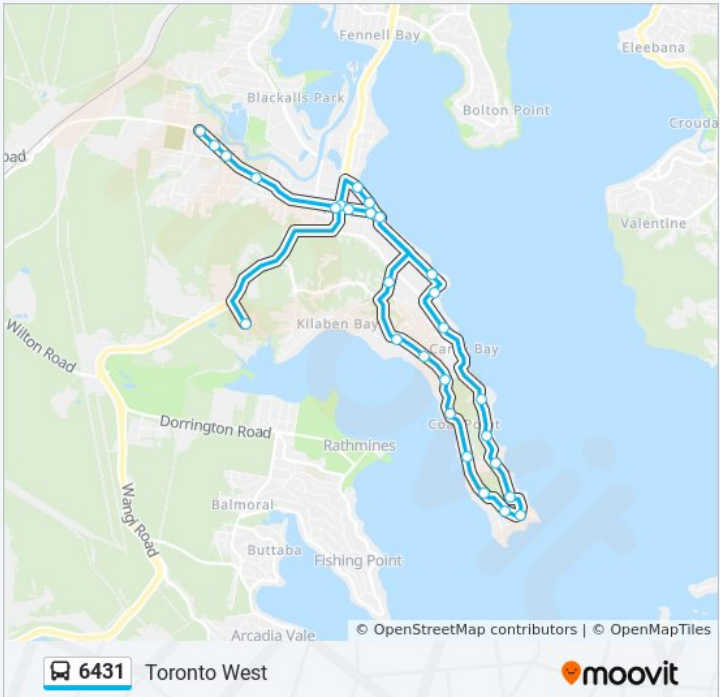 Fennell Bay
Eleebana
Blackalls Park
Bolton Point
Crouda
oad
Valentine
Wilton Road
Kilaben Bay
Bay
Dorrington Road
Rathmines
Wangi Road
Balmoral
Buttaba
Fishing Point
Arcadia Vale
© OpenStreetMap contributors | © OpenMapTiles
6431 Toronto West
moovit